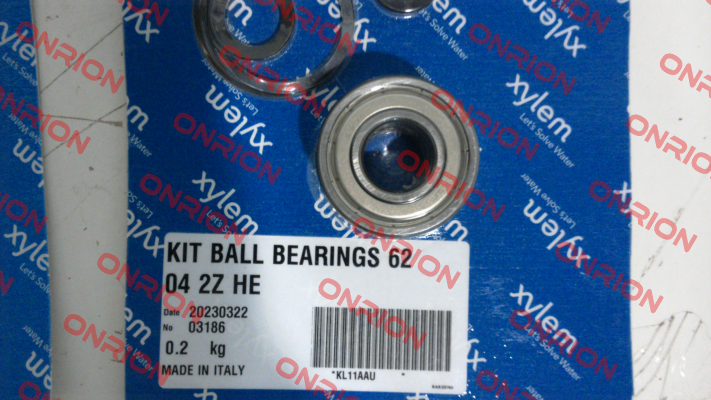 xylem
Let's Solve Water
KIT BALL BEARINGS 62
04 2Z HE
Date 20230322
No 03186
0.2 kg
MADE IN ITALY
*KL11AAU *
ONRION